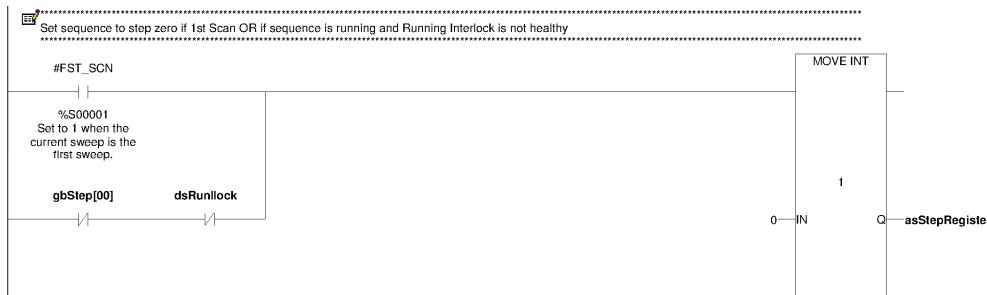 ****************************************************************************************************************************************************************
Set sequence to step zero if 1st Scan OR if sequence is running and Running Interlock is not healthy
****************************************************************************************************************************************************************
#FST_SCN
MOVE INT
%S00001
Set to 1 when the
current sweep is the
first sweep.
1
gbStep[00]
dsRunIlock
0
IN
Q
asStepRegiste